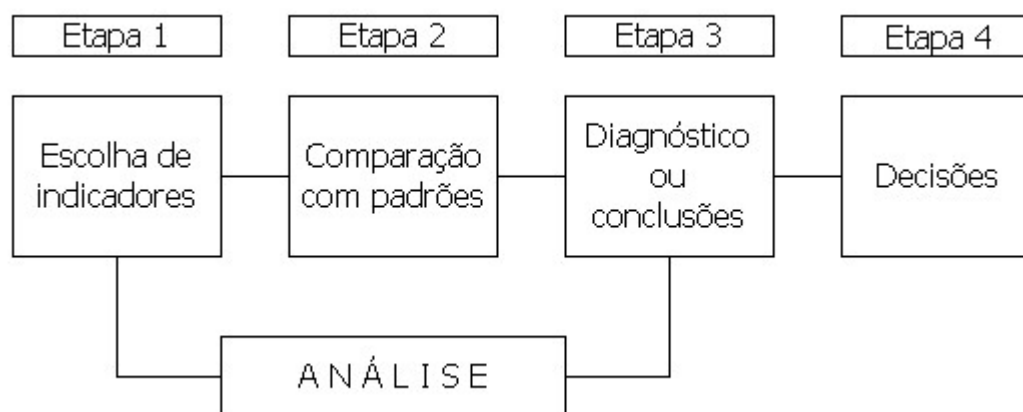 Etapa 1
Etapa 2
Etapa 3
Etapa 4
Escolha de
indicadores
Comparação
com padrões
Diagnóstico
ou
conclusões
Decisões
ANÁLISE